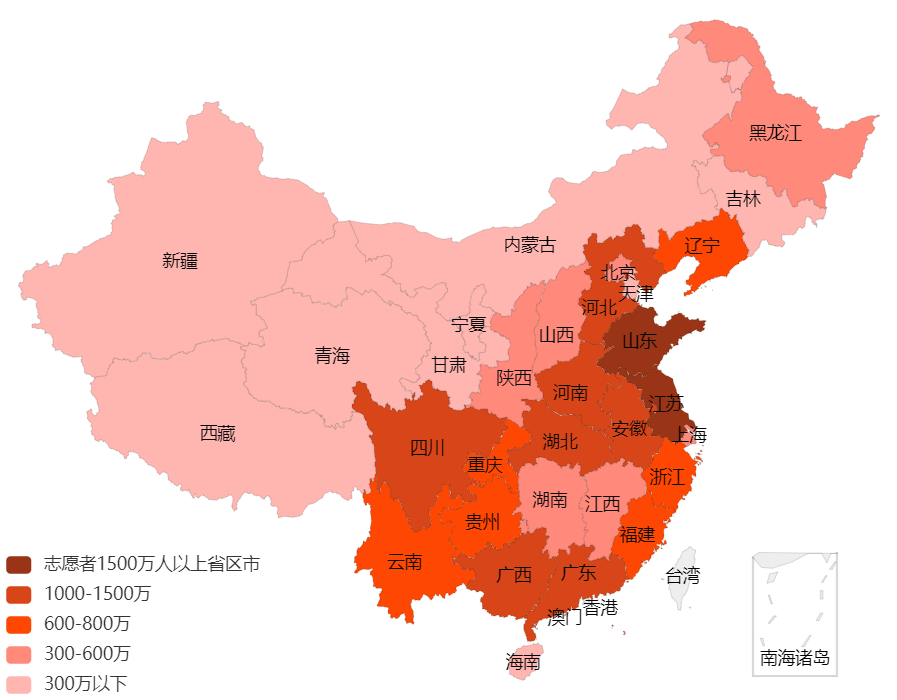 黑龙江
吉林
辽宁
内蒙古
新疆
北京
天津
河北
宁夏
山西
山东
青海
甘肃
陕西
河南
江苏
西藏
安徽
上海
四川
湖北
重庆
浙江
湖南
江西
贵州
福建
云南
广西
广东
台湾
澳门
香港
海南
南海诸岛
志愿者1500万人以上省区市
1000-1500万
600-800万
300-600万
300万以下